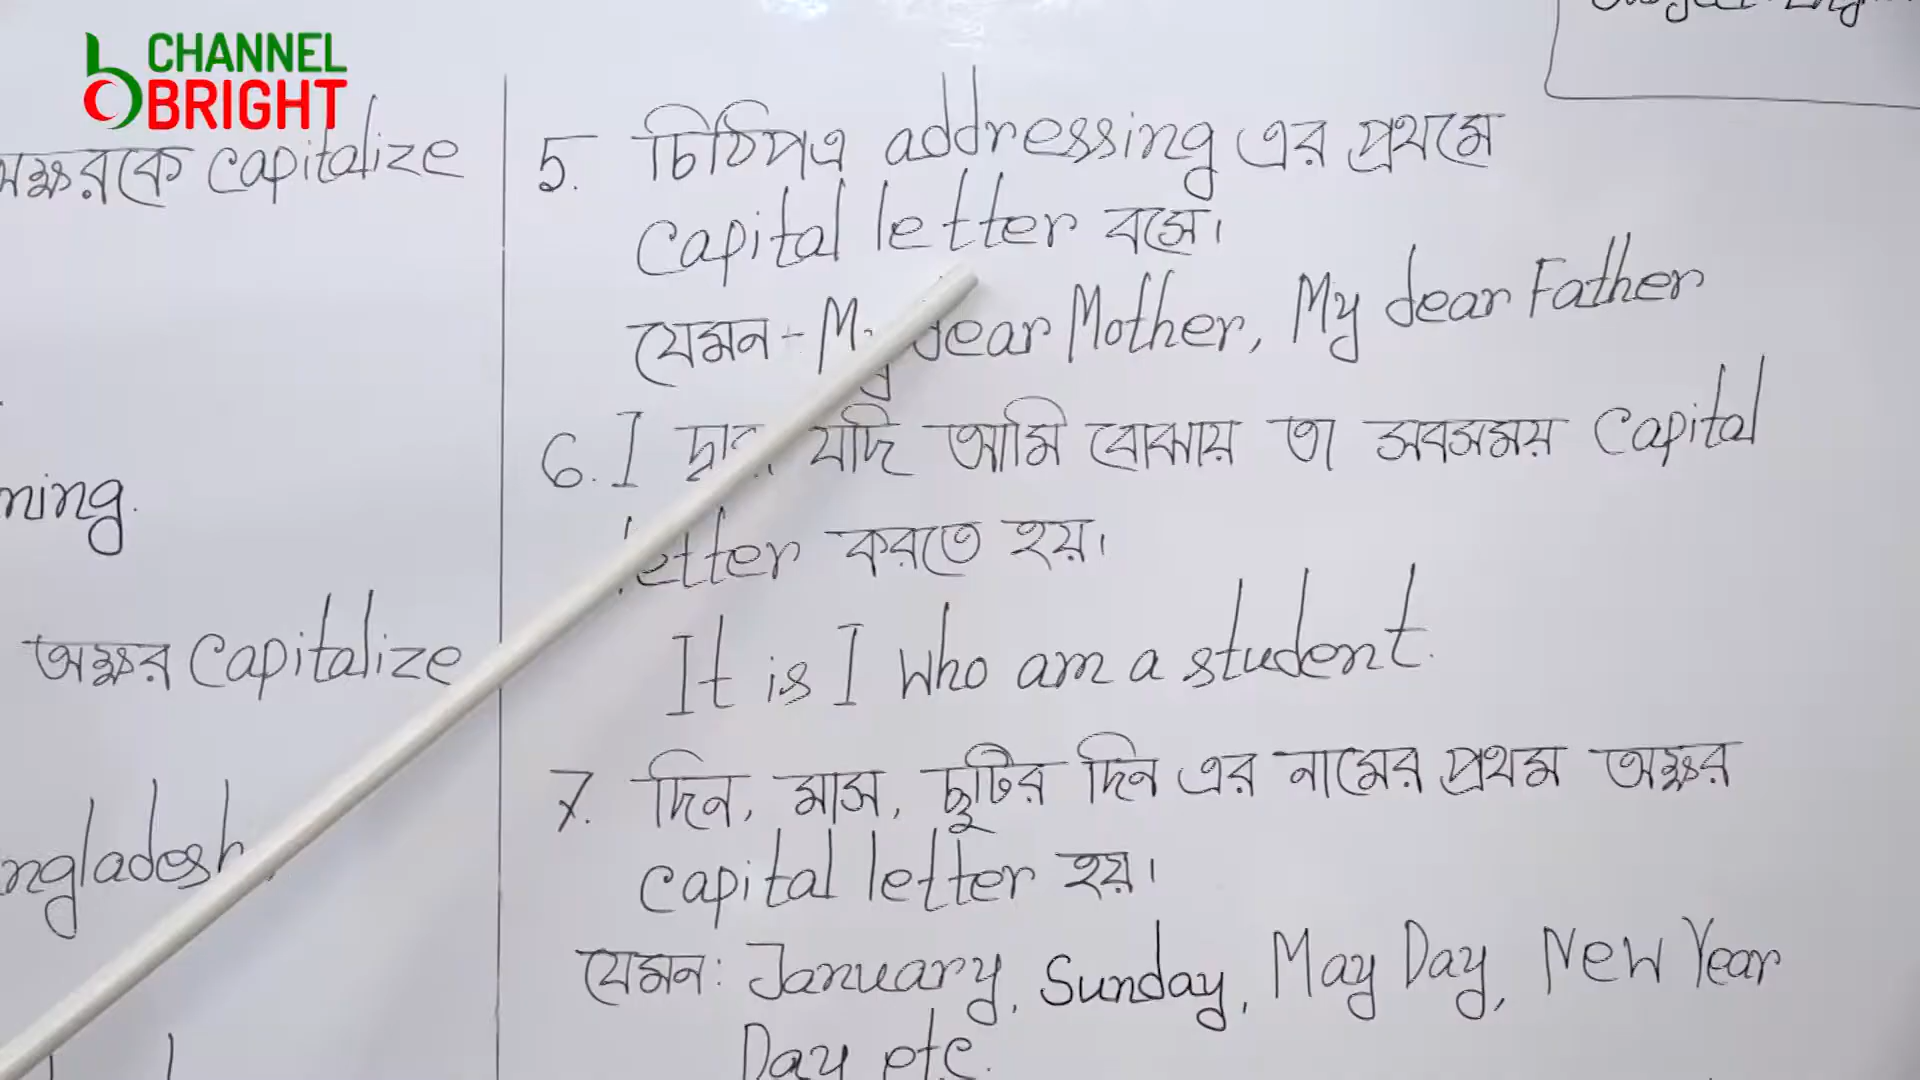 CHANNEL
BRIGHT
capitalize
ning.
অক্ষর capitalize
ngladesh
5. চিঠিপত্র addressing এর প্রথমে
capital letter বসে।
যেমন- My dear Mother, My dear Father
6. I দ্বারা যদি আমি বোঝায় তা সবসময় capital
letter করতে হয়।
It is I who am a student.
7. দিন, মাস, ছুটির দিন এর নামের প্রথম অক্ষর
capital letter হয়।
যেমন: January, Sunday, May Day, New Year
Day etc.